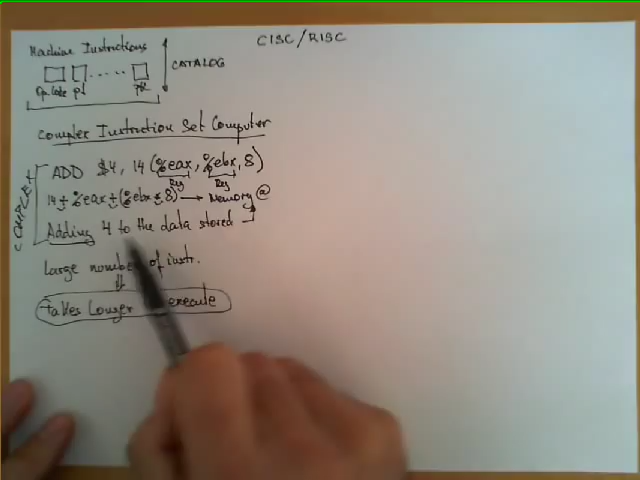 CISC/RISC
Machine Instructions
CATALOG
Op. Code P1
Complex Instruction Set Computer
ADD $4, 14 (%eax, %ebx, 8)
Reg Reg
14 + %eax + (%ebx * 8) → Memory @
Adding 4 to the data stored
Large number of instr.
⇓
Takes Longer execute